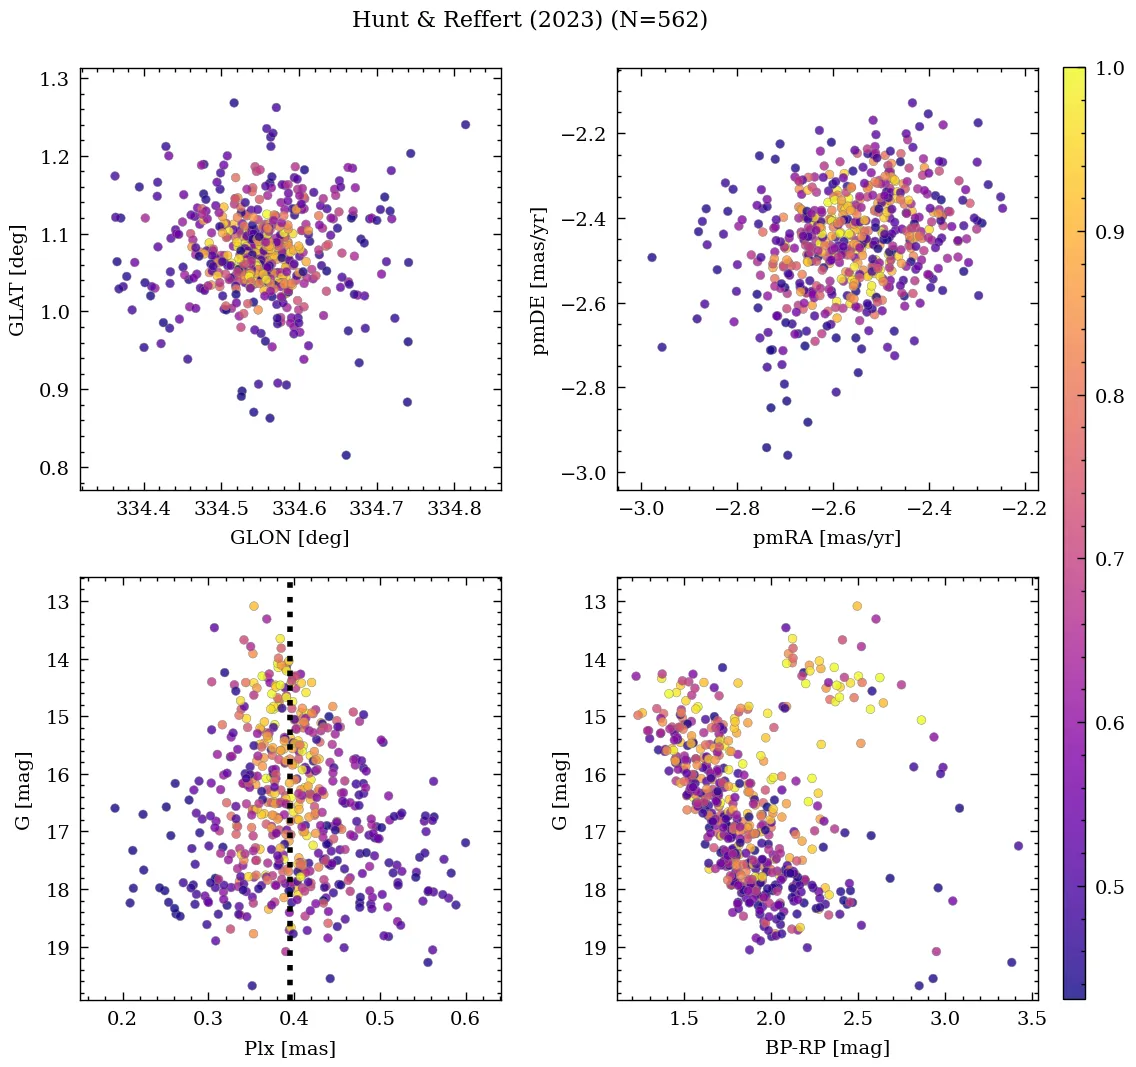 Hunt & Reffert (2023) (N=562)
1.3
1.2
1.1
1.0
0.9
0.8
GLAT [deg]
334.4 334.5 334.6 334.7 334.8
GLON [deg]
−2.2
−2.4
−2.6
−2.8
−3.0
pmDE [mas/yr]
−3.0 −2.8 −2.6 −2.4 −2.2
pmRA [mas/yr]
13
14
15
16
17
18
19
G [mag]
0.2 0.3 0.4 0.5 0.6
Plx [mas]
13
14
15
16
17
18
19
G [mag]
1.5 2.0 2.5 3.0 3.5
BP-RP [mag]
1.0
0.9
0.8
0.7
0.6
0.5